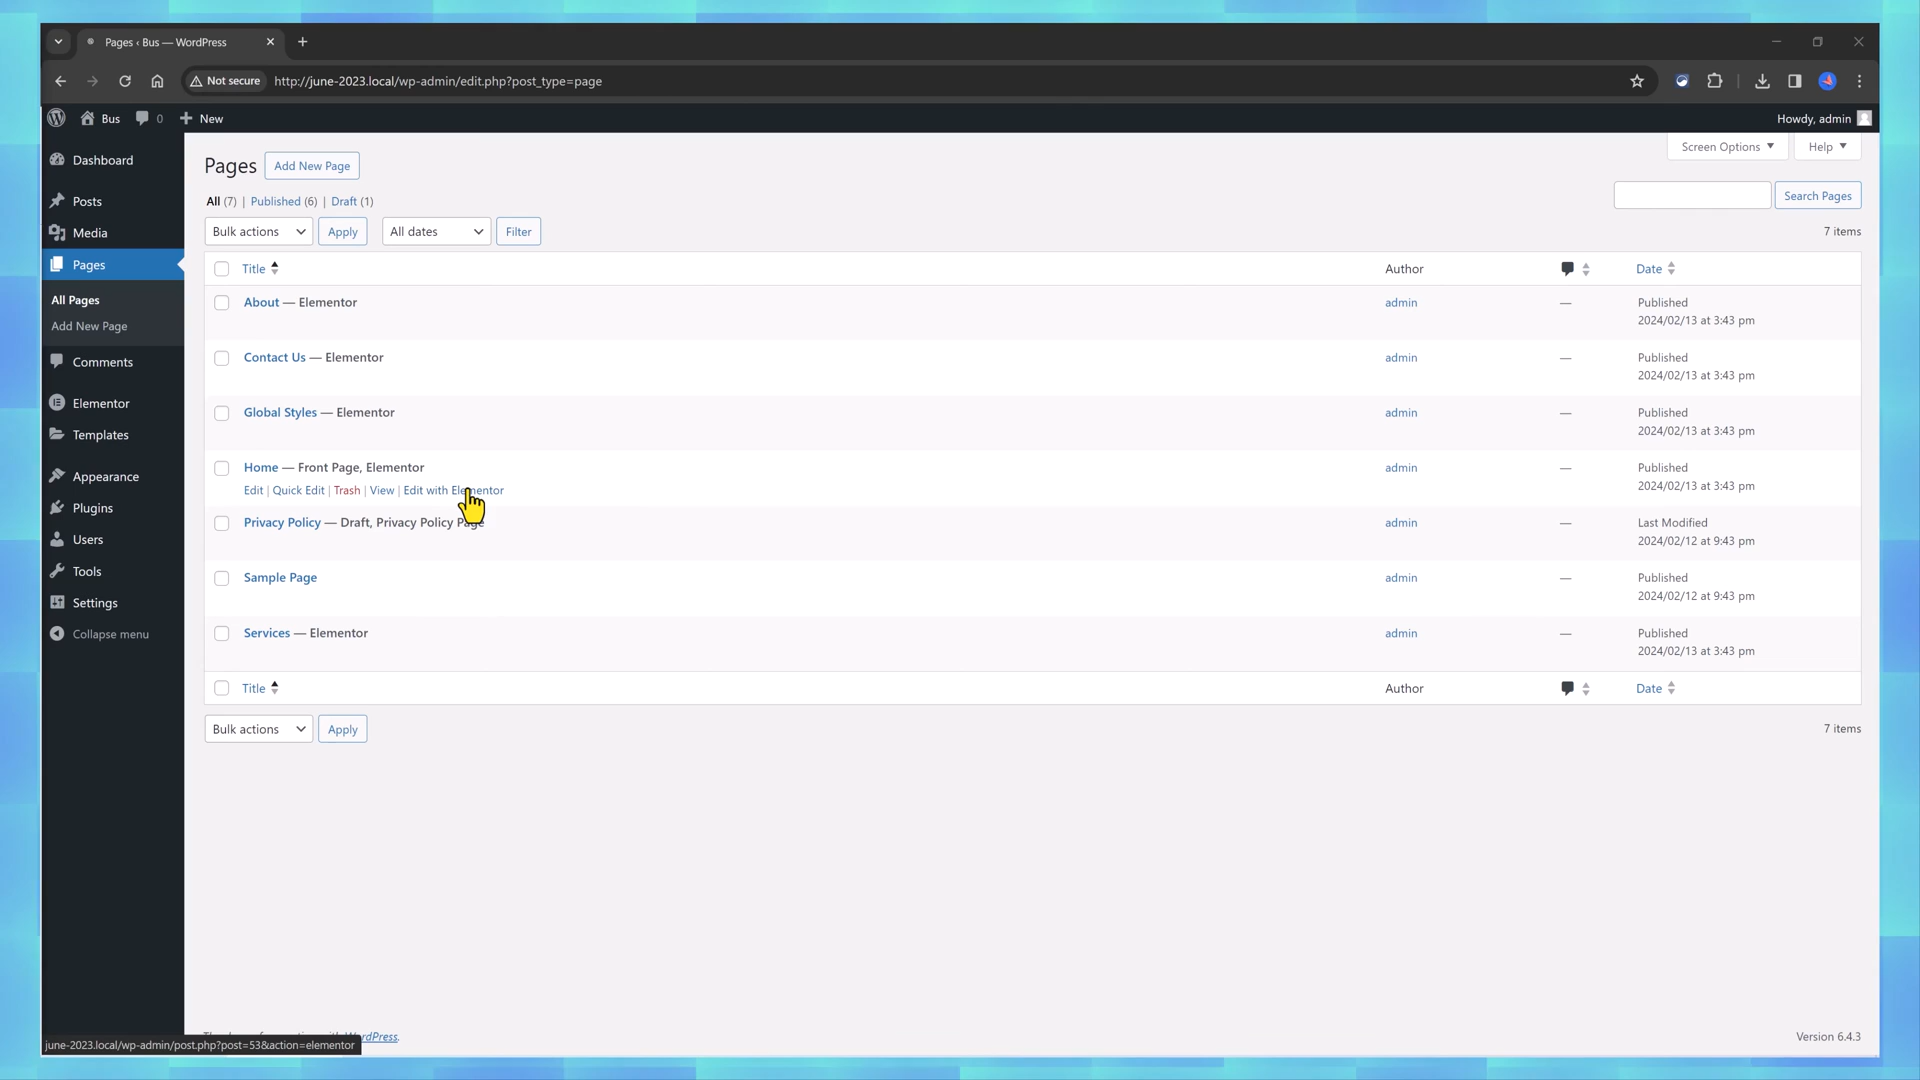 Pages ‹ Bus — WordPress
Not secure
http://june-2023.local/wp-admin/edit.php?post_type=page
Bus
0
New
Howdy, admin
Dashboard
Posts
Media
Pages
All Pages
Add New Page
Comments
Elementor
Templates
Appearance
Plugins
Users
Tools
Settings
Collapse menu
Screen Options
Help
Pages
Add New Page
All (7) | Published (6) | Draft (1)
Search Pages
Bulk actions
Apply
All dates
Filter
7 items
Title
Author
Date
About — Elementor
admin
—
Published
2024/02/13 at 3:43 pm
Contact Us — Elementor
admin
—
Published
2024/02/13 at 3:43 pm
Global Styles — Elementor
admin
—
Published
2024/02/13 at 3:43 pm
Home — Front Page, Elementor
Edit | Quick Edit | Trash | View | Edit with Elementor
admin
—
Published
2024/02/13 at 3:43 pm
Privacy Policy — Draft, Privacy Policy Page
admin
—
Last Modified
2024/02/12 at 9:43 pm
Sample Page
admin
—
Published
2024/02/12 at 9:43 pm
Services — Elementor
admin
—
Published
2024/02/13 at 3:43 pm
Title
Author
Date
Bulk actions
Apply
7 items
Version 6.4.3
june-2023.local/wp-admin/post.php?post=53&action=elementor